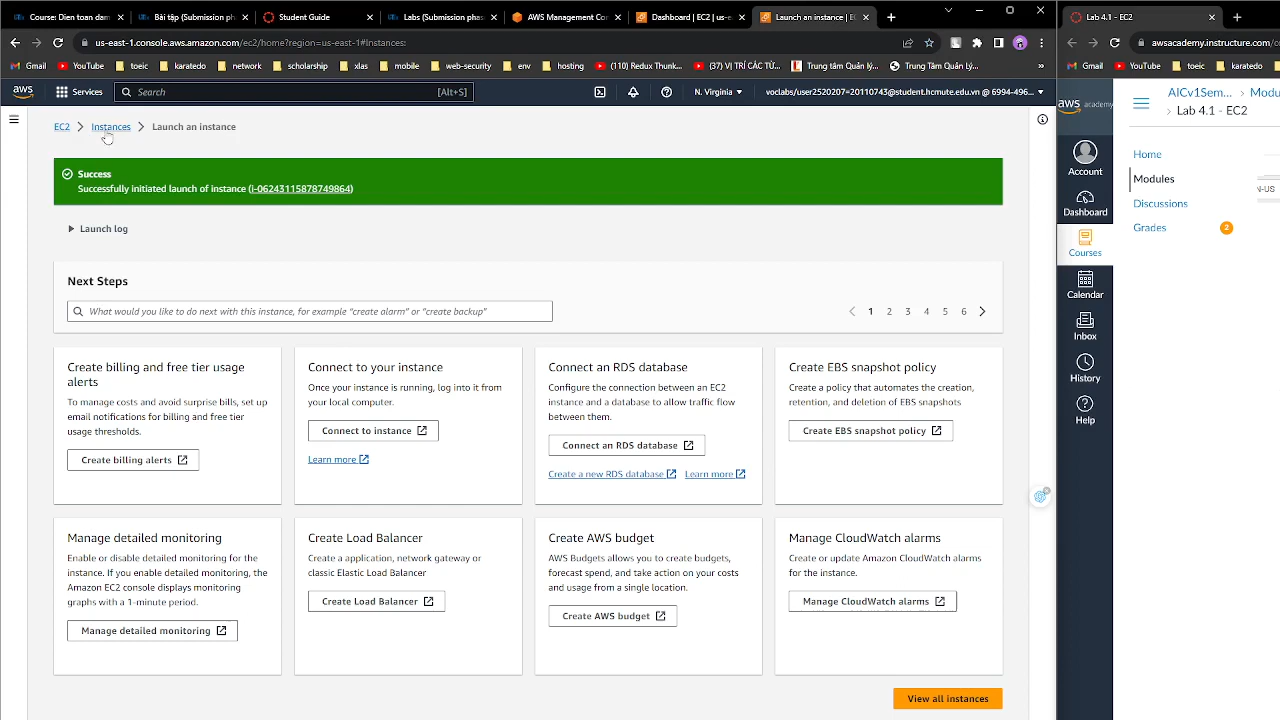 Course: Dien toan dam
Bài tập (Submission ph
Student Guide
Labs (Submission phas
AWS Management Con
Dashboard | EC2 | us-e
Launch an instance | EC
Lab 4.1 - EC2
us-east-1.console.aws.amazon.com/ec2/home?region=us-east-1#Instances:
awsacademy.instructure.com/
Gmail
YouTube
toeic
karatedo
network
scholarship
xlas
mobile
web-security
env
hosting
(110) Redux Thunk...
(37) VỊ TRÍ CÁC TỪ...
Trung tâm Quản lý...
Trung Tâm Quản lý...
»
Gmail
YouTube
toeic
karatedo
aws
Services
Search
[Alt+S]
N. Virginia
voclabs/user2520207=20110743@student.hcmute.edu.vn @ 6994-496...
aws academy
AICv1Sem...
Modu
Lab 4.1 - EC2
EC2
Instances
Launch an instance
Success
Successfully initiated launch of instance (i-06243115878749864)
Launch log
Next Steps
What would you like to do next with this instance, for example "create alarm" or "create backup"
1 2 3 4 5 6
Create billing and free tier usage
alerts
To manage costs and avoid surprise bills, set up
email notifications for billing and free tier
usage thresholds.
Create billing alerts
Connect to your instance
Once your instance is running, log into it from
your local computer.
Connect to instance
Learn more
Connect an RDS database
Configure the connection between an EC2
instance and a database to allow traffic flow
between them.
Connect an RDS database
Create a new RDS database
Learn more
Create EBS snapshot policy
Create a policy that automates the creation,
retention, and deletion of EBS snapshots
Create EBS snapshot policy
Manage detailed monitoring
Enable or disable detailed monitoring for the
instance. If you enable detailed monitoring, the
Amazon EC2 console displays monitoring
graphs with a 1-minute period.
Manage detailed monitoring
Create Load Balancer
Create a application, network gateway or
classic Elastic Load Balancer
Create Load Balancer
Create AWS budget
AWS Budgets allows you to create budgets,
forecast spend, and take action on your costs
and usage from a single location.
Create AWS budget
Manage CloudWatch alarms
Create or update Amazon CloudWatch alarms
for the instance.
Manage CloudWatch alarms
View all instances
Account
Dashboard
Courses
Calendar
Inbox
History
Help
Home
Modules
Discussions
Grades
2
N-US